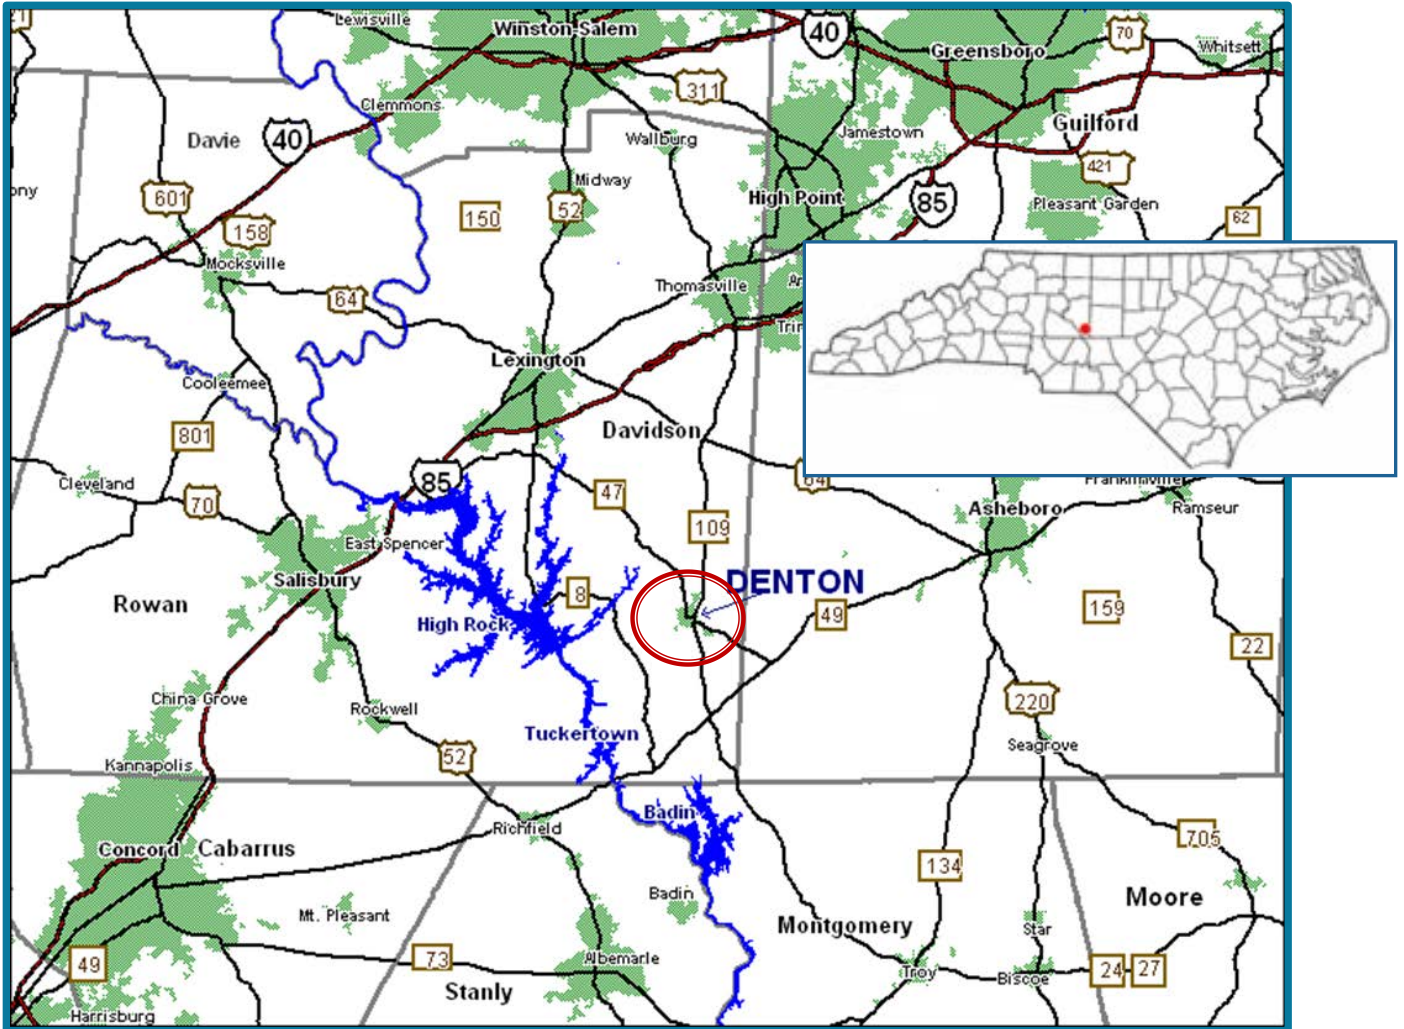 Lewisville
Winston-Salem
40
70
Greensboro
Whitsett
311
Clemmons
Davie
40
Wallburg
Jamestown
Guilford
421
Midway
601
150
52
High Point
85
Pleasant Garden
62
158
Mocksville
64
Thomasville
Lexington
Cooleemee
801
Davidson
85
Cleveland
70
47
109
Asheboro
Ramseur
East Spencer
Salisbury
DENTON
8
Rowan
High Rock
49
159
22
China Grove
Rockwell
220
Tuckertown
52
Seagrove
Kannapolis
Badin
Richfield
705
Concord
Cabarrus
134
Badin
Moore
Mt. Pleasant
Montgomery
Star
49
73
Albemarle
Troy
Biscoe
24
27
Stanly
Harrisburg